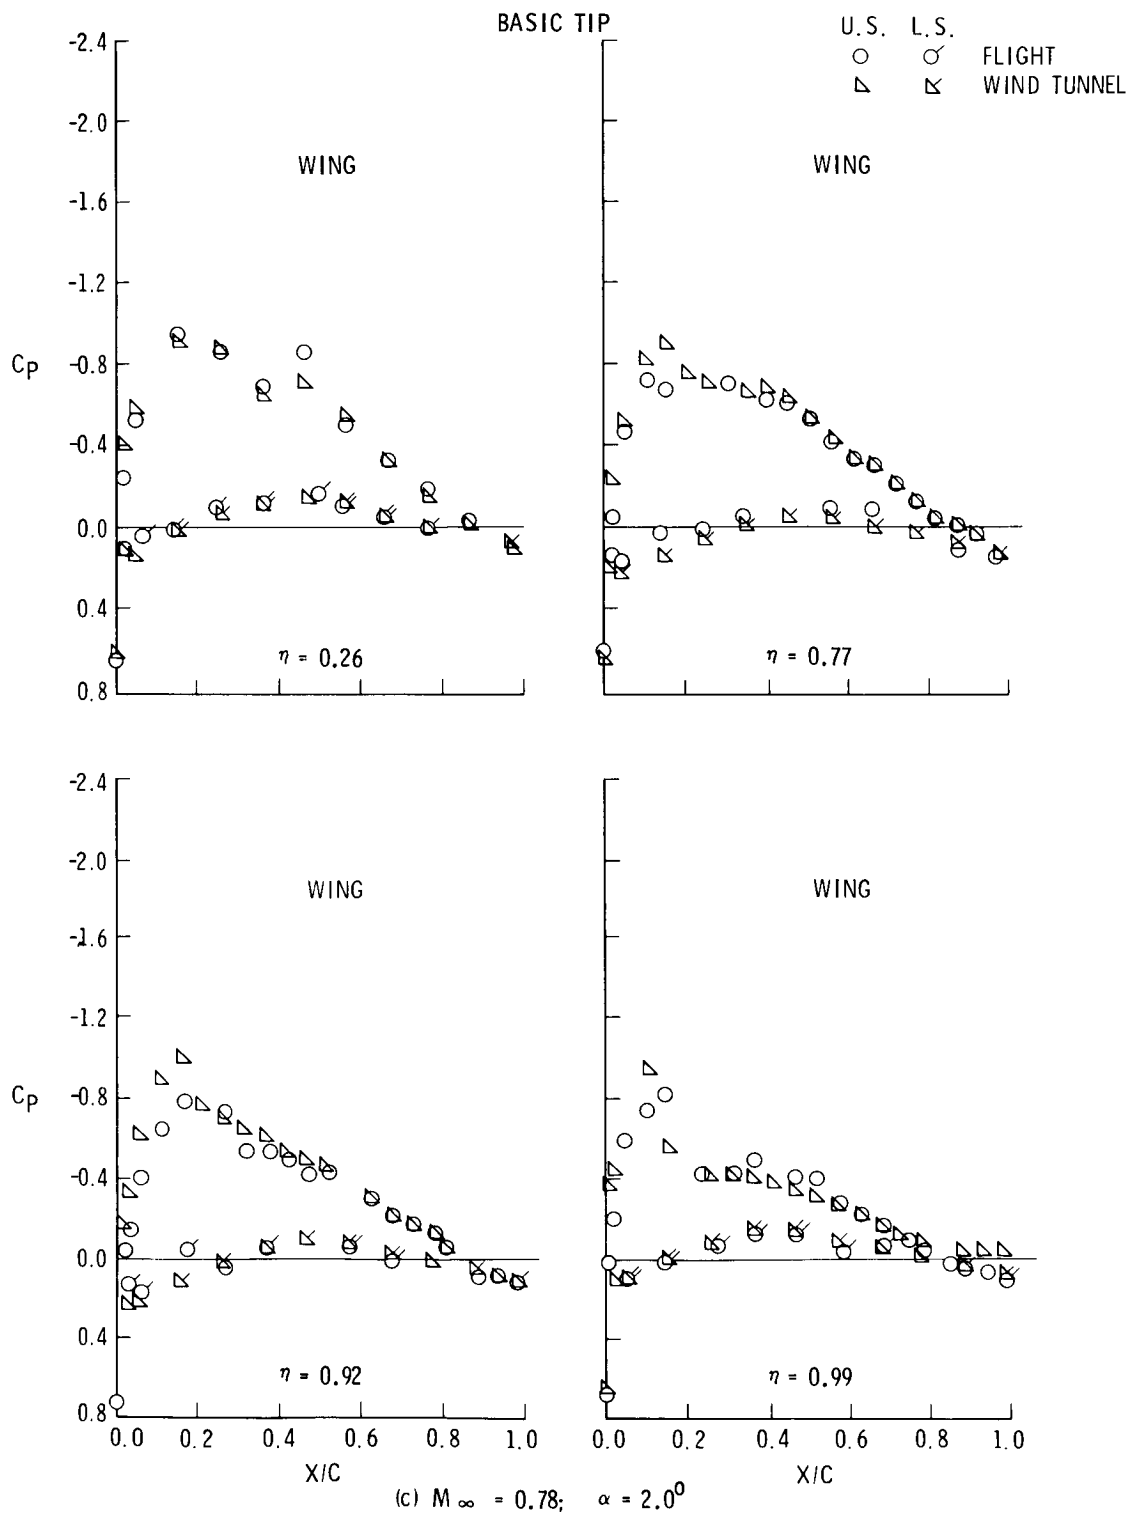 BASIC TIP
U.S. L.S.
FLIGHT
WIND TUNNEL
-2.4
-2.0
-1.6
-1.2
-0.8
-0.4
0.0
0.4
0.8
CP
WING
η = 0.26
WING
η = 0.77
-2.4
-2.0
-1.6
-1.2
-0.8
-0.4
0.0
0.4
0.8
CP
WING
η = 0.92
WING
η = 0.99
0.0 0.2 0.4 0.6 0.8 1.0
X/C
0.0 0.2 0.4 0.6 0.8 1.0
X/C
(c) M∞ = 0.78; α = 2.0⁰